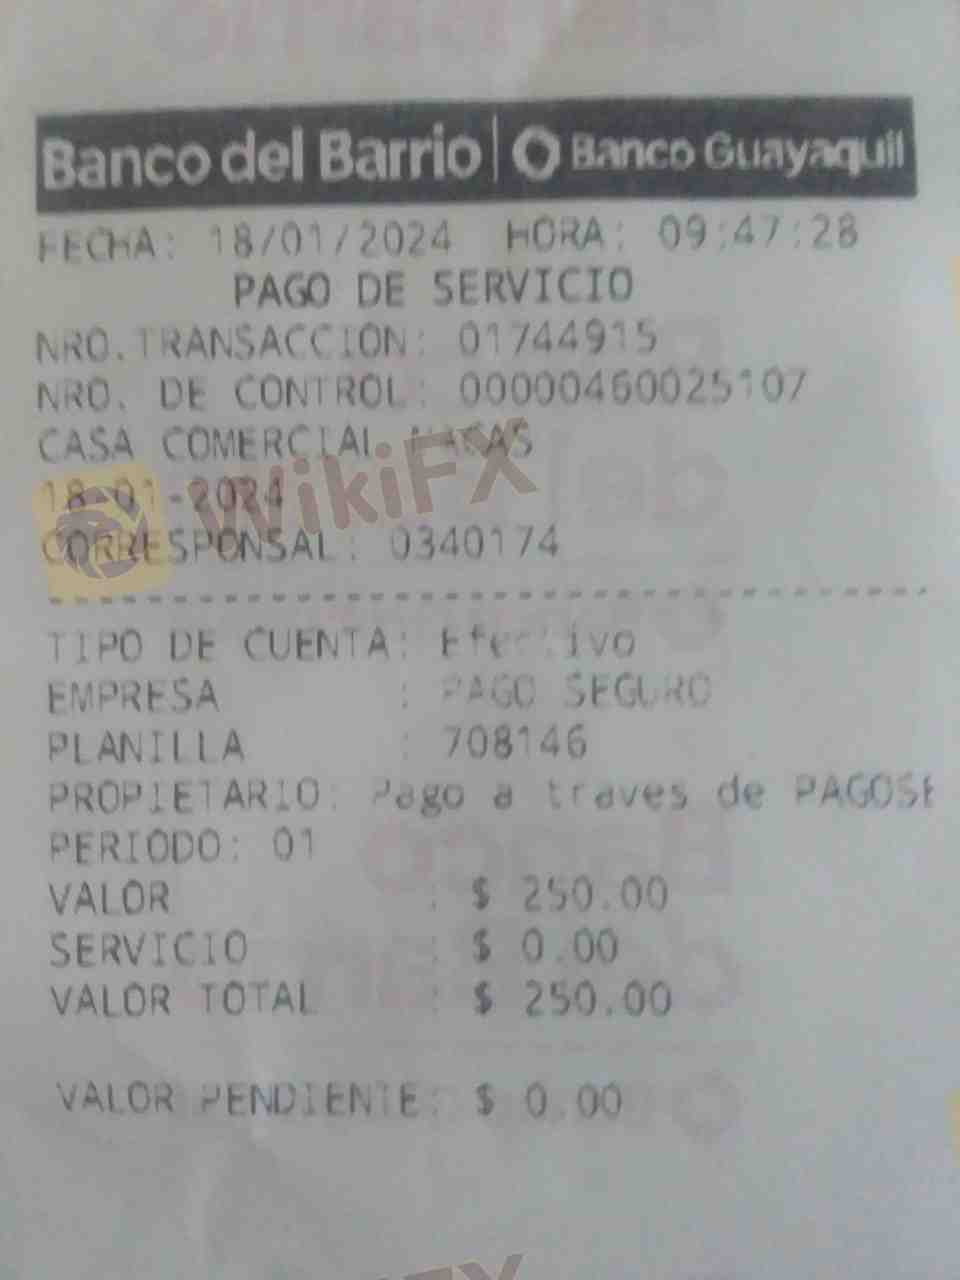 Banco del Barrio | Banco Guayaquil
FECHA: 18/01/2024 HORA: 09:47:28
PAGO DE SERVICIO
NRO.TRANSACCION: 01744915
NRO. DE CONTROL: 00000460025107
CASA COMERCIAL
18-01-2024
WikiFX
CORRESPONSAL: 0340174
TIPO DE CUENTA: Efectivo
EMPRESA : PAGO SEGURO
PLANILLA : 708146
PROPIETARIO: Pago a traves de PAGOSE
PERIODO: 01
VALOR : $ 250.00
SERVICIO : $ 0.00
VALOR TOTAL : $ 250.00
VALOR PENDIENTE: $ 0.00